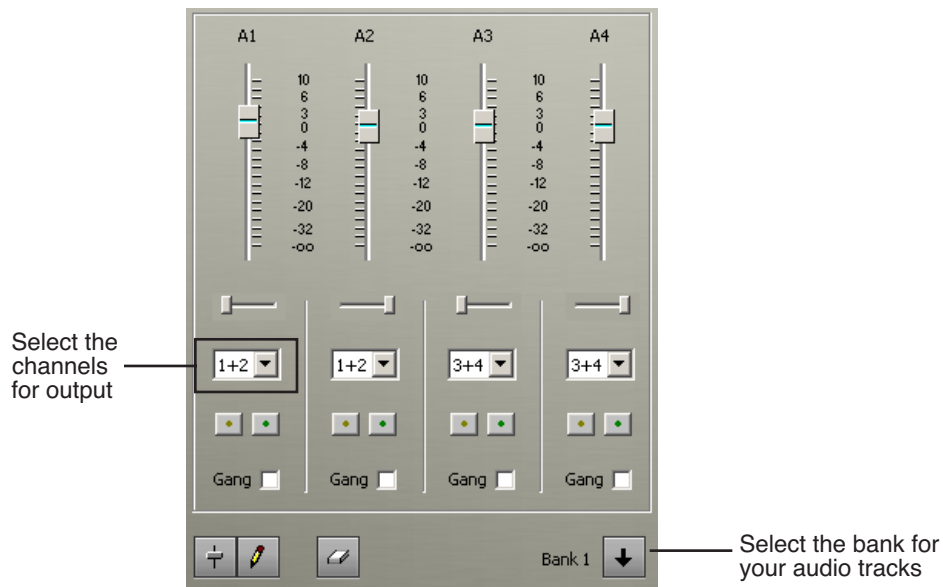 A1 A2 A3 A4
10 10 10
6 6 6
3 3 3
0 0 0
-4 -4 -4
-8 -8 -8
-12 -12 -12
-20 -20 -20
-32 -32 -32
-oo -oo -oo
Select the
channels
for output
1+2 1+2 3+4 3+4
Gang Gang Gang Gang
Bank 1
Select the bank for
your audio tracks